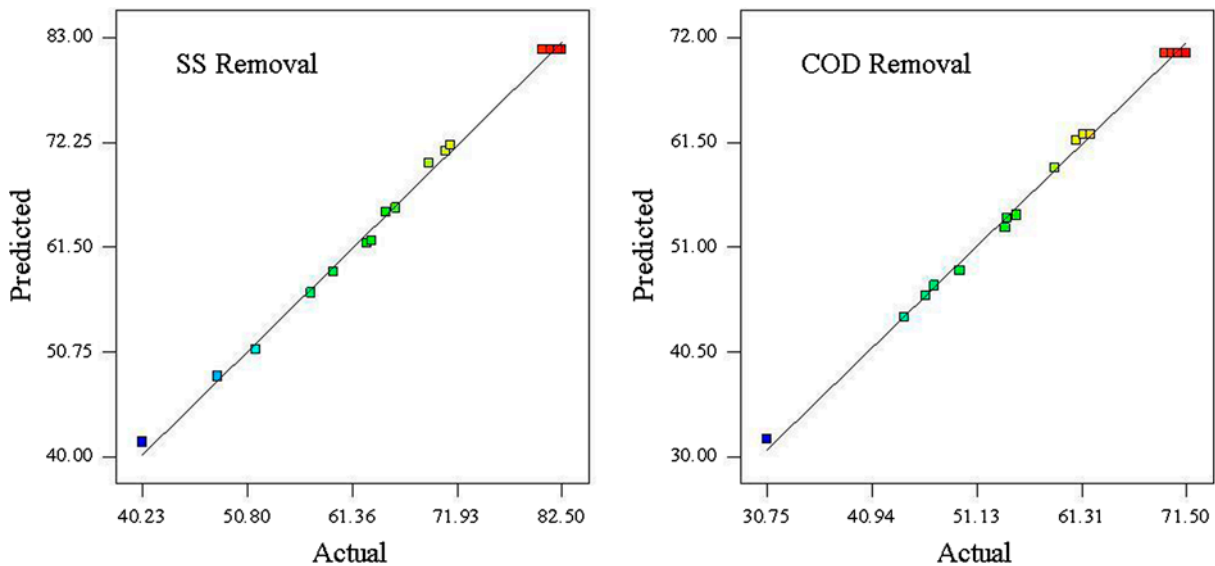 SS Removal
83.00
72.25
61.50
50.75
40.00
Predicted
40.23 50.80 61.36 71.93 82.50
Actual
COD Removal
72.00
61.50
51.00
40.50
30.00
Predicted
30.75 40.94 51.13 61.31 71.50
Actual